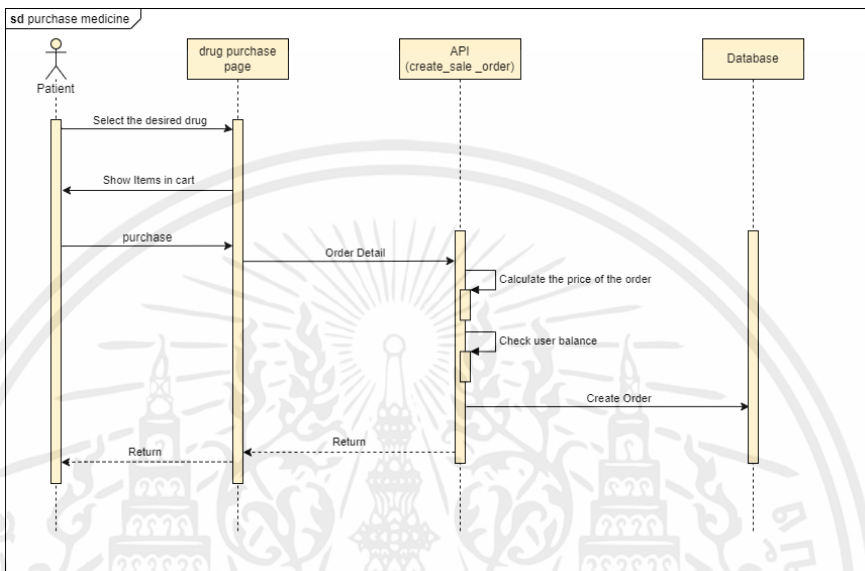 sd purchase medicine
Patient
drug purchase
page
API
(create_sale _order)
Database
Select the desired drug
Show Items in cart
purchase
Order Detail
Calculate the price of the order
Check user balance
Create Order
Return
Return